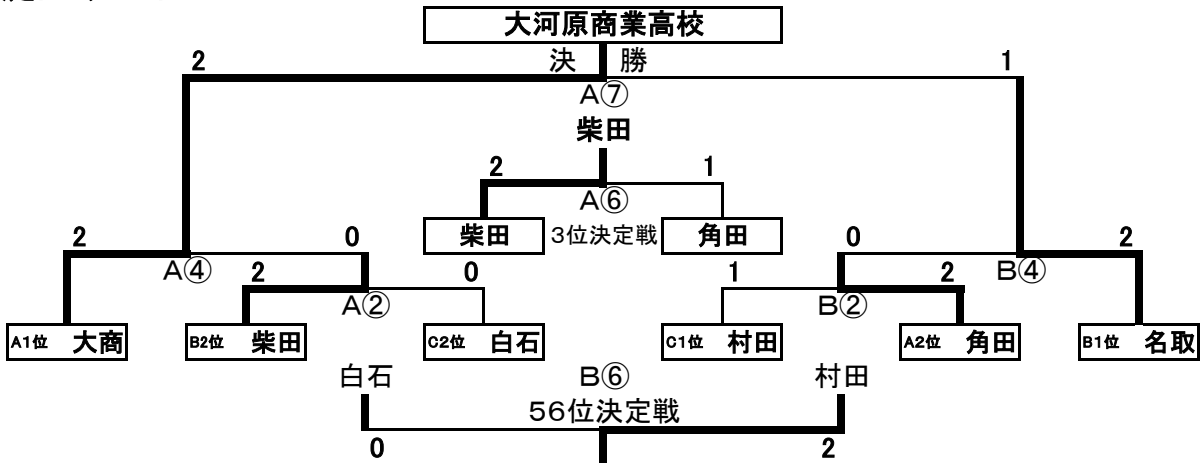 大河原商業高校
2 決 勝 1
A⑦
柴田
2 1
A⑥
柴田 3位決定戦 角田
2 0 0 2
A④ 2 0 1 2 B④
A② B②
A1位 大商 B2位 柴田 C2位 白石 C1位 村田 A2位 角田 B1位 名取
白石 B⑥ 村田
56位決定戦
0 2